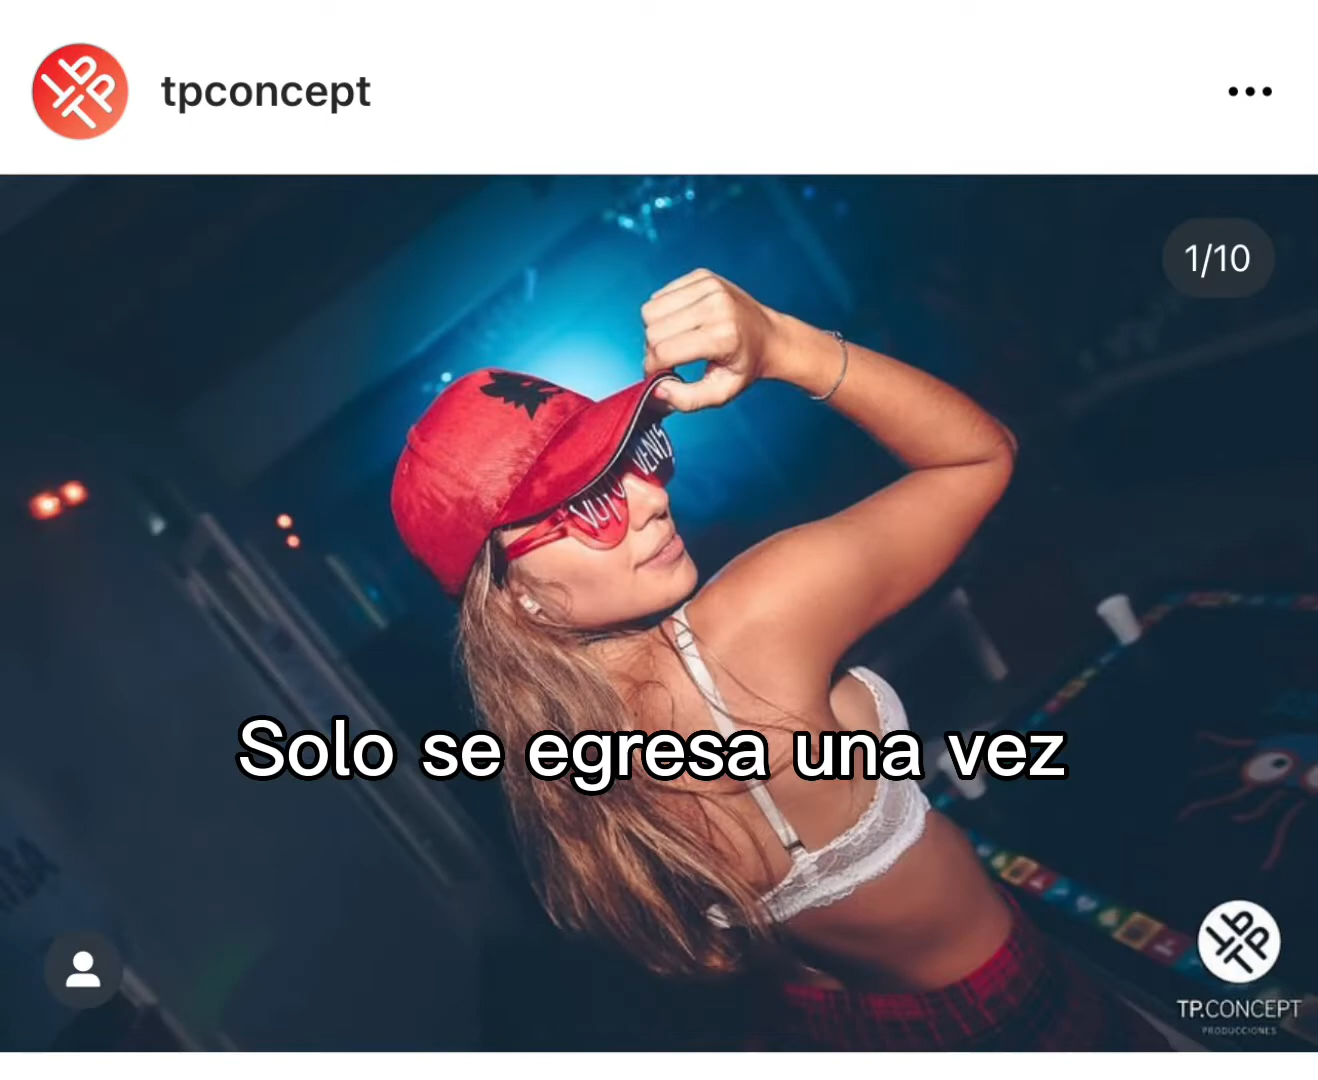 tpconcept
1/10
Solo se egresa una vez
TP.CONCEPT
PRODUCCIONES